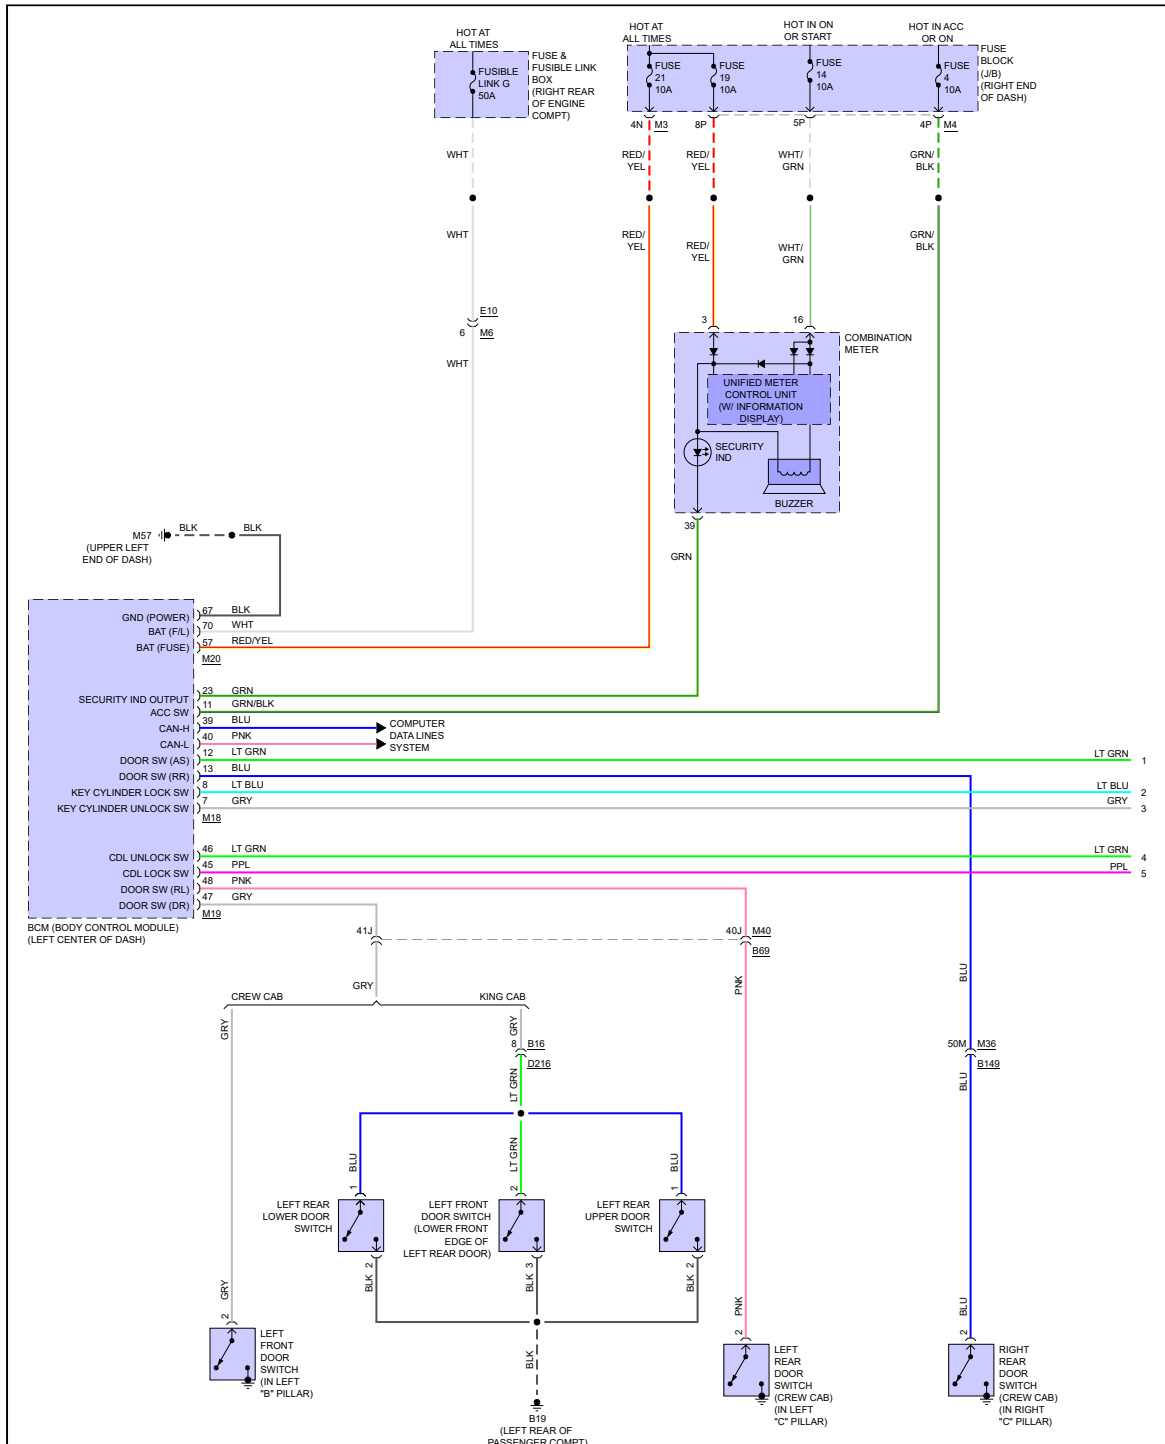 HOT AT
ALL TIMES
FUSIBLE
LINK G
50A
FUSE &
FUSIBLE LINK
BOX
(RIGHT REAR
OF ENGINE
COMPT)
HOT AT
ALL TIMES
HOT IN ON
OR START
HOT IN ACC
OR ON
FUSE
21
10A
FUSE
19
10A
FUSE
14
10A
FUSE
4
10A
FUSE
BLOCK
(J/B)
(RIGHT END
OF DASH)
4N
M3
8P
5P
4P
M4
WHT
RED/
YEL
RED/
YEL
WHT/
GRN
GRN/
BLK
WHT
RED/
YEL
RED/
YEL
WHT/
GRN
GRN/
BLK
E10
6
M6
WHT
3
16
COMBINATION
METER
UNIFIED METER
CONTROL UNIT
(W/ INFORMATION
DISPLAY)
SECURITY
IND
BUZZER
39
GRN
M57
(UPPER LEFT
END OF DASH)
BLK
BLK
GND (POWER)
67
BLK
BAT (F/L)
70
WHT
BAT (FUSE)
57
RED/YEL
M20
SECURITY IND OUTPUT
23
GRN
ACC SW
11
GRN/BLK
CAN-H
39
BLU
CAN-L
40
PNK
COMPUTER
DATA LINES
SYSTEM
DOOR SW (AS)
12
LT GRN
LT GRN
1
DOOR SW (RR)
13
BLU
KEY CYLINDER LOCK SW
8
LT BLU
LT BLU
2
KEY CYLINDER UNLOCK SW
7
GRY
GRY
3
M18
CDL UNLOCK SW
46
LT GRN
LT GRN
4
CDL LOCK SW
45
PPL
PPL
5
DOOR SW (RL)
48
PNK
DOOR SW (DR)
47
GRY
M19
BCM (BODY CONTROL MODULE)
(LEFT CENTER OF DASH)
41J
40J
M40
B69
GRY
PNK
BLU
CREW CAB
KING CAB
GRY
GRY
8
B16
D216
50M
M36
B149
LT GRN
BLU
BLU
LT GRN
BLU
1
2
1
LEFT REAR
LOWER DOOR
SWITCH
LEFT FRONT
DOOR SWITCH
(LOWER FRONT
EDGE OF
LEFT REAR DOOR)
LEFT REAR
UPPER DOOR
SWITCH
2
BLK
3
BLK
2
BLK
GRY
2
PNK
2
BLU
2
LEFT
FRONT
DOOR
SWITCH
(IN LEFT
"B" PILLAR)
BLK
B19
(LEFT REAR OF
PASSENGER COMPT)
LEFT
REAR
DOOR
SWITCH
(CREW CAB)
(IN LEFT
"C" PILLAR)
RIGHT
REAR
DOOR
SWITCH
(CREW CAB)
(IN RIGHT
"C" PILLAR)